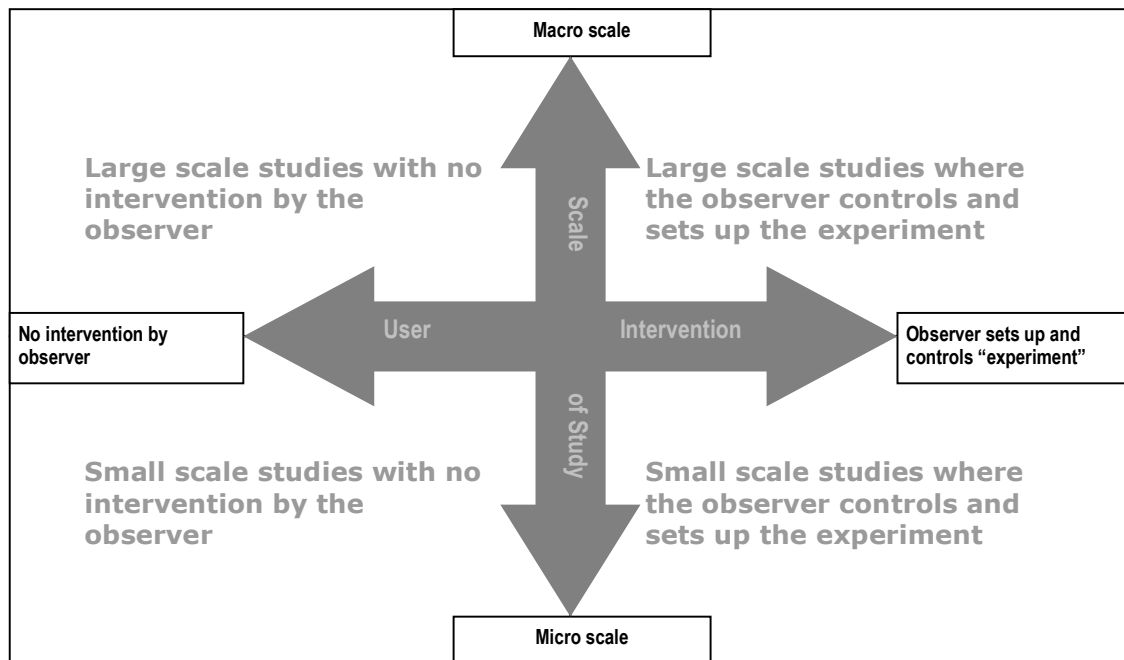 Macro scale
Large scale studies with no
intervention by the
observer
Large scale studies where
the observer controls and
sets up the experiment
Scale
No intervention by
observer
User
Intervention
Observer sets up and
controls “experiment”
of Study
Small scale studies with no
intervention by the
observer
Small scale studies where
the observer controls and
sets up the experiment
Micro scale